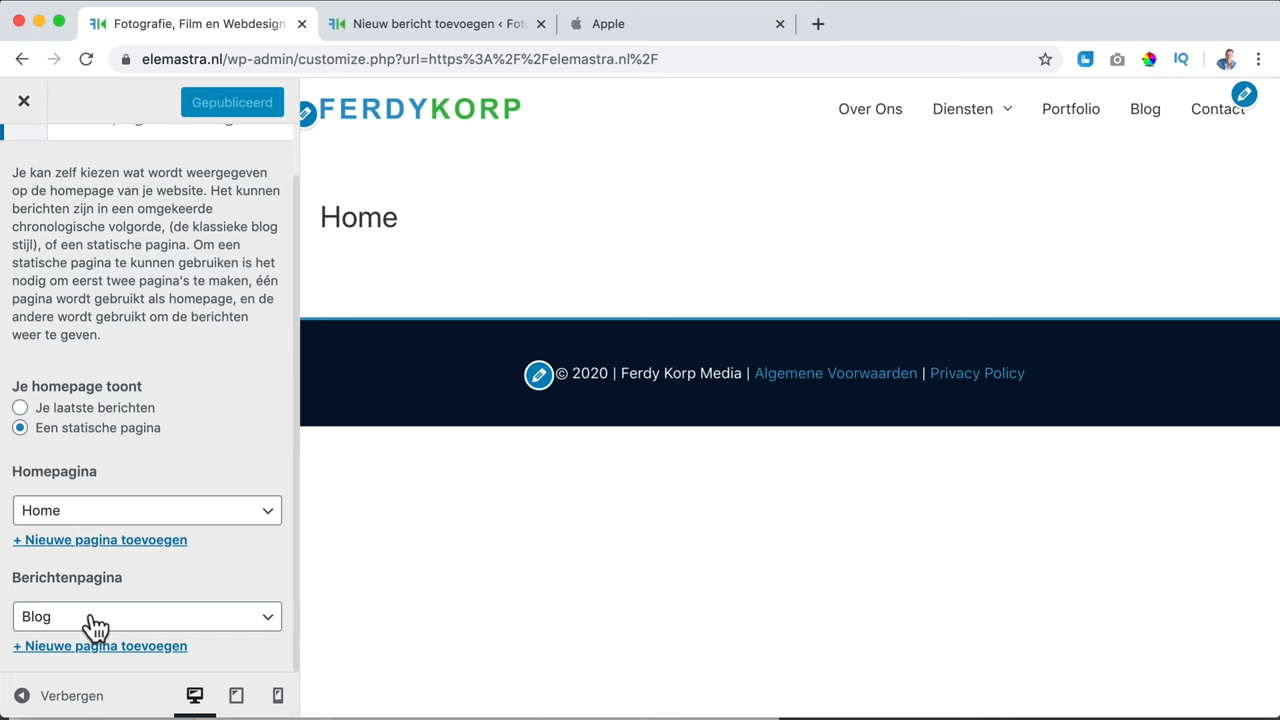 Fotografie, Film en Webdesign
Nieuw bericht toevoegen ‹ Fot
Apple
elemastra.nl/wp-admin/customize.php?url=https%3A%2F%2Felemastra.nl%2F
IQ
Gepubliceerd
FERDYKORP
Over Ons
Diensten
Portfolio
Blog
Contact
Je kan zelf kiezen wat wordt weergegeven
op de homepage van je website. Het kunnen
berichten zijn in een omgekeerde
chronologische volgorde, (de klassieke blog
stijl), of een statische pagina. Om een
statische pagina te kunnen gebruiken is het
nodig om eerst twee pagina's te maken, één
pagina wordt gebruikt als homepage, en de
andere wordt gebruikt om de berichten
weer te geven.
Je homepage toont
Je laatste berichten
Een statische pagina
Homepagina
Home
+ Nieuwe pagina toevoegen
Berichtenpagina
Blog
+ Nieuwe pagina toevoegen
Verbergen
Home
© 2020 | Ferdy Korp Media | Algemene Voorwaarden | Privacy Policy